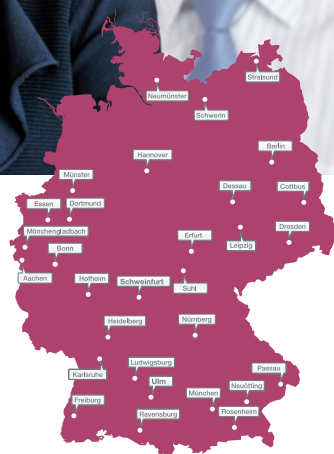 Stralsund
Neumünster
Schwerin
Hannover
Berlin
Münster
Dessau
Cottbus
Essen
Dortmund
Mönchengladbach
Bonn
Erfurt
Leipzig
Dresden
Aachen
Hofheim
Schweinfurt
Suhl
Heidelberg
Nürnberg
Karlsruhe
Ludwigsburg
Passau
Ulm
München
Neuötting
Freiburg
Ravensburg
Rosenheim